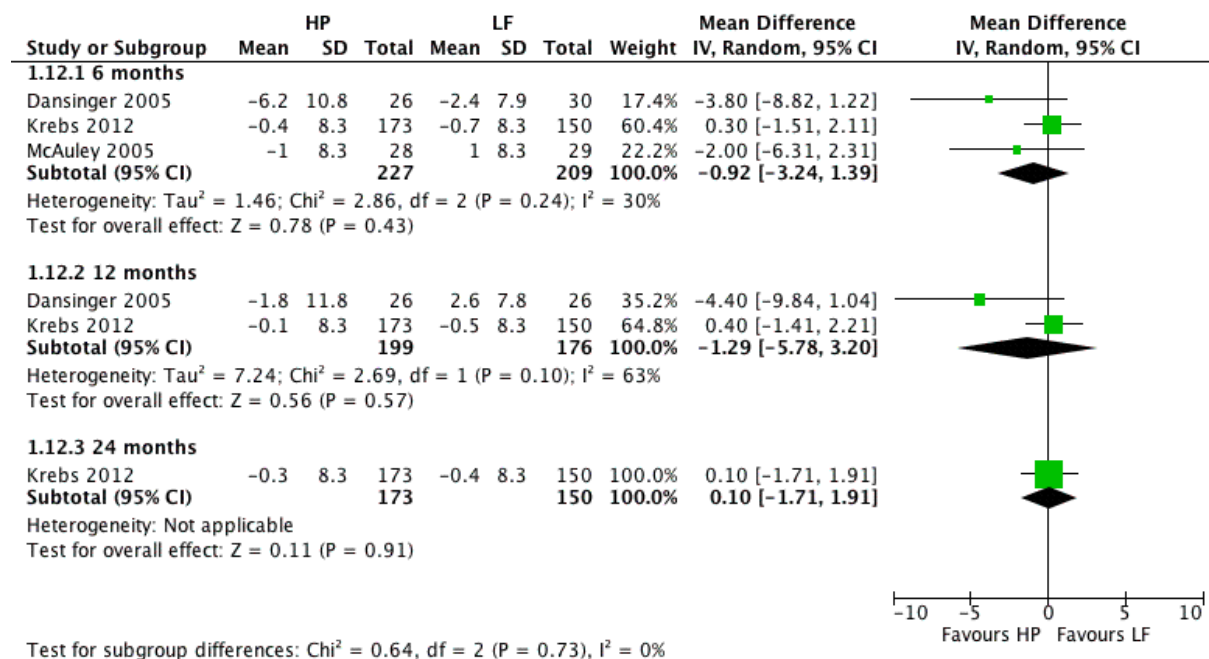 HP LF Mean Difference Mean Difference
Study or Subgroup Mean SD Total Mean SD Total Weight IV, Random, 95% CI IV, Random, 95% CI
1.12.1 6 months
Dansinger 2005 −6.2 10.8 26 −2.4 7.9 30 17.4% −3.80 [−8.82, 1.22]
Krebs 2012 −0.4 8.3 173 −0.7 8.3 150 60.4% 0.30 [−1.51, 2.11]
McAuley 2005 −1 8.3 28 1 8.3 29 22.2% −2.00 [−6.31, 2.31]
Subtotal (95% CI) 227 209 100.0% −0.92 [−3.24, 1.39]
Heterogeneity: Tau² = 1.46; Chi² = 2.86, df = 2 (P = 0.24); I² = 30%
Test for overall effect: Z = 0.78 (P = 0.43)
1.12.2 12 months
Dansinger 2005 −1.8 11.8 26 2.6 7.8 26 35.2% −4.40 [−9.84, 1.04]
Krebs 2012 −0.1 8.3 173 −0.5 8.3 150 64.8% 0.40 [−1.41, 2.21]
Subtotal (95% CI) 199 176 100.0% −1.29 [−5.78, 3.20]
Heterogeneity: Tau² = 7.24; Chi² = 2.69, df = 1 (P = 0.10); I² = 63%
Test for overall effect: Z = 0.56 (P = 0.57)
1.12.3 24 months
Krebs 2012 −0.3 8.3 173 −0.4 8.3 150 100.0% 0.10 [−1.71, 1.91]
Subtotal (95% CI) 173 150 100.0% 0.10 [−1.71, 1.91]
Heterogeneity: Not applicable
Test for overall effect: Z = 0.11 (P = 0.91)
−10 −5 0 5 10
Favours HP Favours LF
Test for subgroup differences: Chi² = 0.64, df = 2 (P = 0.73), I² = 0%